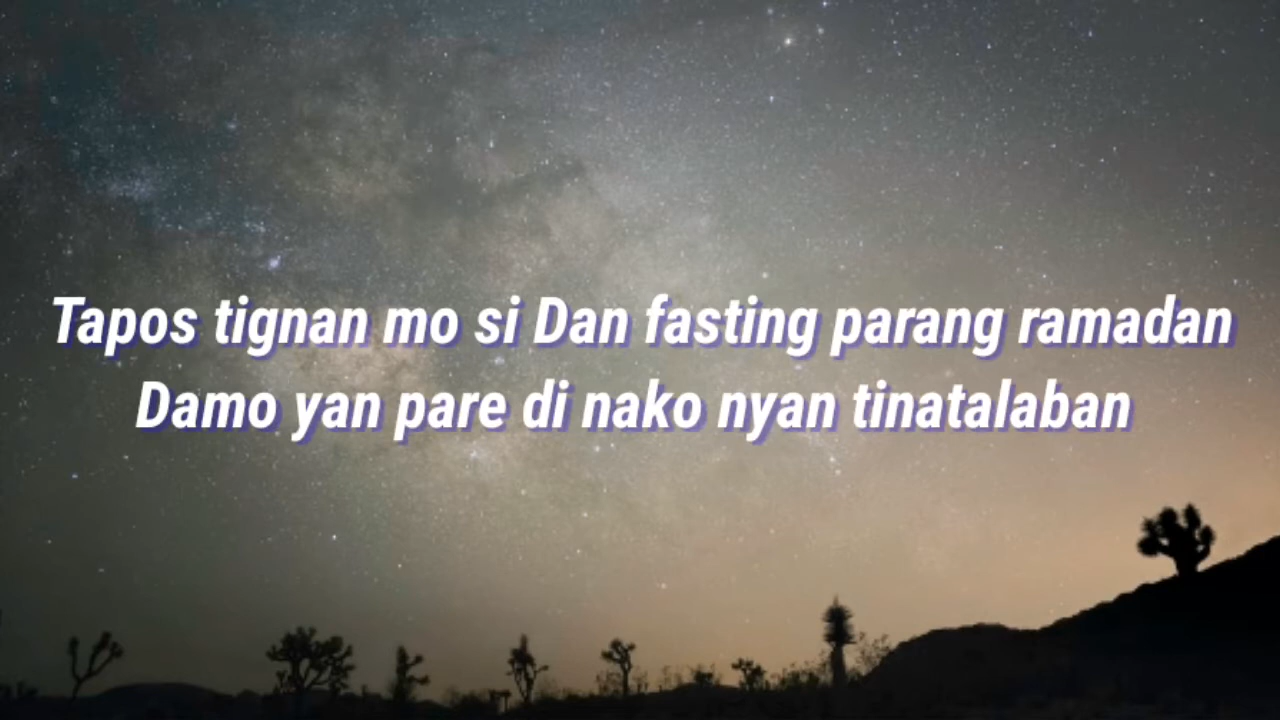 Tapos tignan mo si Dan fasting parang ramadan
Damo yan pare di nako nyan tinatalaban